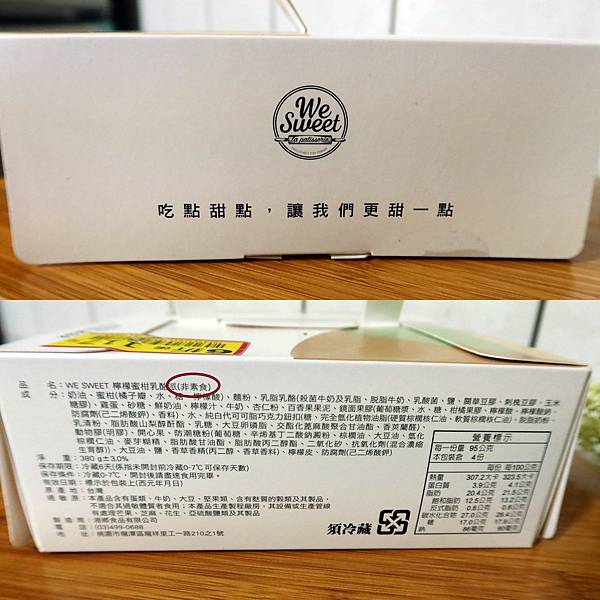 We
Sweet
la patisserie
吃點甜點，讓我們更甜一點
品　名：WE SWEET 檸檬蜜柑乳酪派(非素食)
成　分：奶油、蜜柑(橘子瓣、水、糖、檸檬酸)、麵粉、乳脂乳酪(殺菌牛奶及乳脂、脫脂牛奶、乳酸菌、鹽、關華豆膠、刺槐豆膠、玉米
糖膠)、雞蛋、砂糖、鮮奶油、檸檬汁、牛奶、杏仁粉、百香果果泥、鏡面果膠(葡萄糖漿、水、糖、柑橘果膠、檸檬酸、檸檬酸鈉、
防腐劑(己二烯酸鉀)、香料)、水、純白代可可脂巧克力鈕扣(糖、完全氫化植物油(硬質棕櫚核仁油、軟質棕櫚核仁油)、脫脂奶粉、
乳清粉、脂肪酸山梨醇酐酯、乳糖、大豆卵磷脂、交酯化蓖麻酸聚合甘油酯、香莢蘭醛)、
動物膠(明膠)、開心果、防潮糖粉(葡萄糖、辛烯基丁二酸鈉澱粉、棕櫚油、大豆油、氫化
棕櫚仁油、麥芽糊精、脂肪酸甘油酯、脂肪酸丙二醇酯、二氧化矽、抗氧化劑(混合濃縮
生育醇))、大豆油、鹽、香草香精(丙二醇、香草香料)、檸檬皮、防腐劑(己二烯酸鉀)
淨　重：380 g±3.0%
保存期限：冷藏6天(係指未開封前冷藏0-7℃可保存天數)
保存條件：冷藏0-7℃，開封後請盡速食用完畢。
有效日期：標示於包裝上(西元年月日)
原 產 地：台灣
過 敏 原：本產品含有蛋類、牛奶、大豆、堅果類、含有麩質的穀類及其製品，
不適合其過敏體質者食用。本產品生產製程廠房，其設備或生產管線
有處理芒果、芝麻、花生、亞硫酸鹽類及其製品。
製 造 商：湘鄉食品有限公司
電　話：(03)499-0688
地　址：桃園市龍潭區龍祥里工一路210之1號
須冷藏
營養標示
每一份量 95公克
本包裝含 4份
每份 每100公克
熱量 307.2大卡 323.5大卡
蛋白質 3.9公克 4.1公克
脂肪 20.4公克 21.5公克
飽和脂肪 12.5公克 13.2公克
反式脂肪 0.8公克 0.8公克
碳水化合物 27.0公克 28.4公克
糖 17.0公克 17.9公克
鈉 86毫克 90毫克